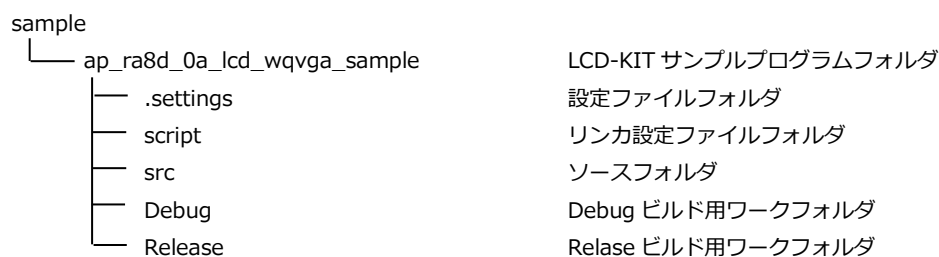 sample
ap_ra8d_0a_lcd_wqvga_sample LCD-KIT サンプルプログラムフォルダ
.settings 設定ファイルフォルダ
script リンカ設定ファイルフォルダ
src ソースフォルダ
Debug Debug ビルド用ワークフォルダ
Release Relase ビルド用ワークフォルダ